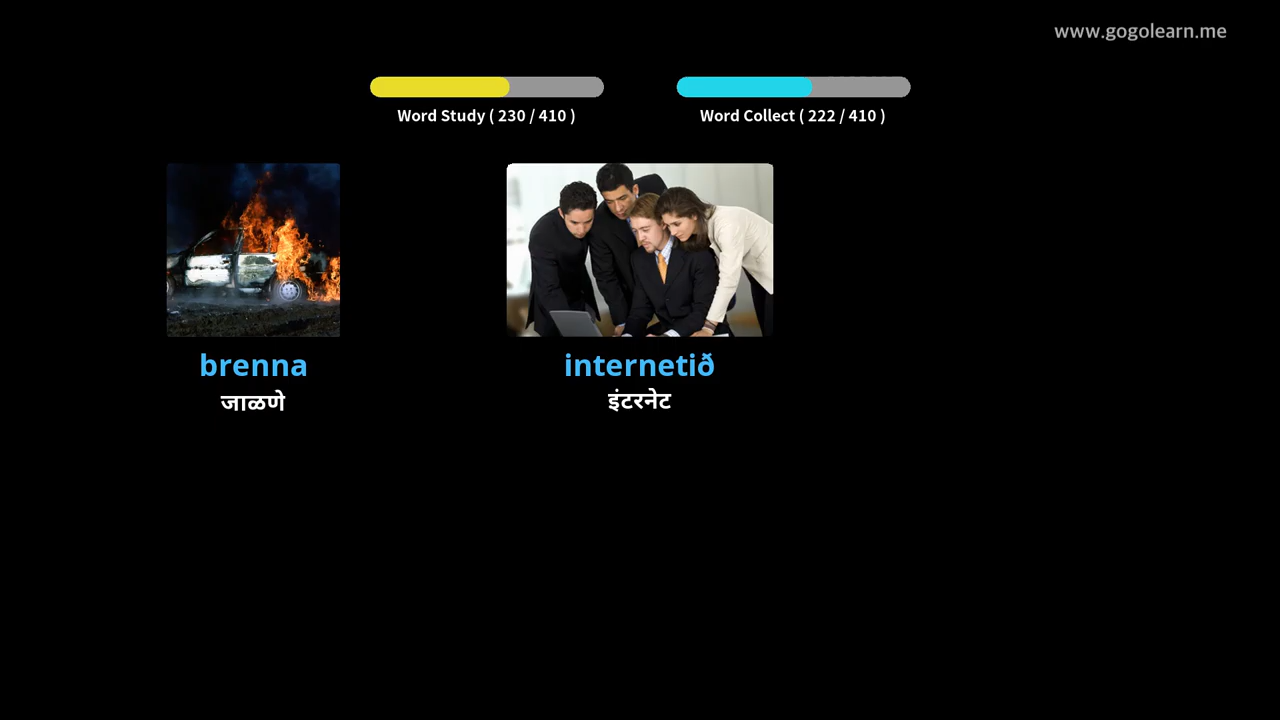 www.gogolearn.me
Word Study ( 230 / 410 )
Word Collect ( 222 / 410 )
brenna
जाळणे
internetið
इंटरनेट